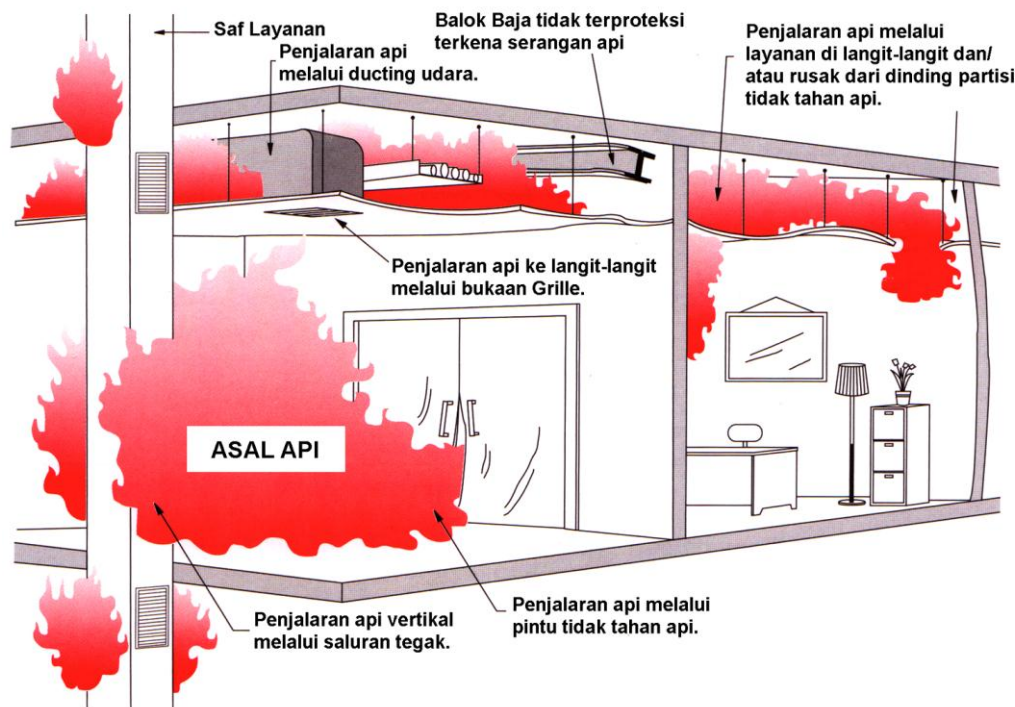 Saf Layanan
Penjalaran api
melalui ducting udara.
Balok Baja tidak terproteksi
terkena serangan api
Penjalaran api melalui
layanan di langit-langit dan/
atau rusak dari dinding partisi
tidak tahan api.
Penjalaran api ke langit-langit
melalui bukaan Grille.
ASAL API
Penjalaran api vertikal
melalui saluran tegak.
Penjalaran api melalui
pintu tidak tahan api.